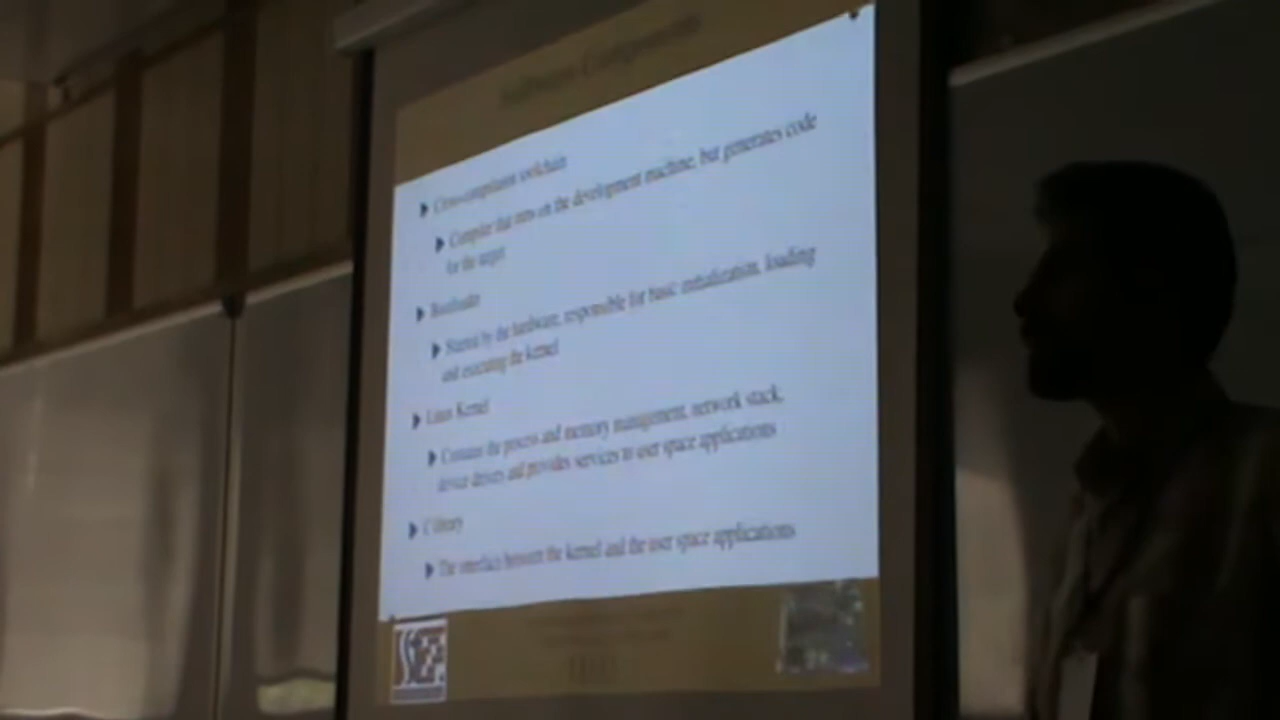 Software Components
Cross-compilation toolchain
Compiler that runs on the development machine, but generates code
for the target
Bootloader
Started by the hardware, responsible for basic initialization, loading
and executing the kernel
Linux Kernel
Contains the process and memory management, network stack,
device drivers and provides services to user space applications
C library
The interface between the kernel and the user space applications